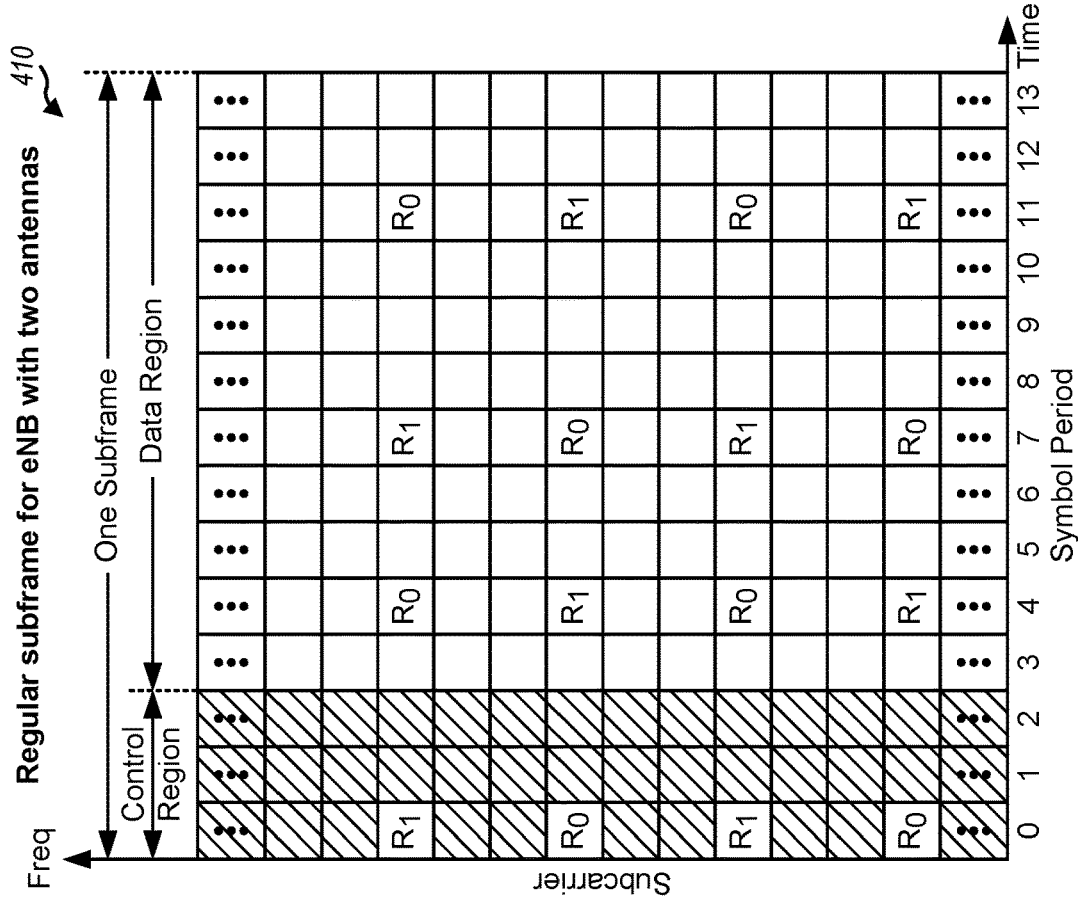 Regular subframe for eNB with two antennas
410
Freq
One Subframe
Control
Region
Data Region
••• ••• ••• ••• ••• ••• ••• ••• ••• ••• ••• ••• ••• •••
R1 R0 R1 R0
R0 R1 R0 R1
R1 R0 R1 R0
R0 R1 R0 R1
••• ••• ••• ••• ••• ••• ••• ••• ••• ••• ••• ••• ••• •••
Subcarrier
0 1 2 3 4 5 6 7 8 9 10 11 12 13 Time
Symbol Period